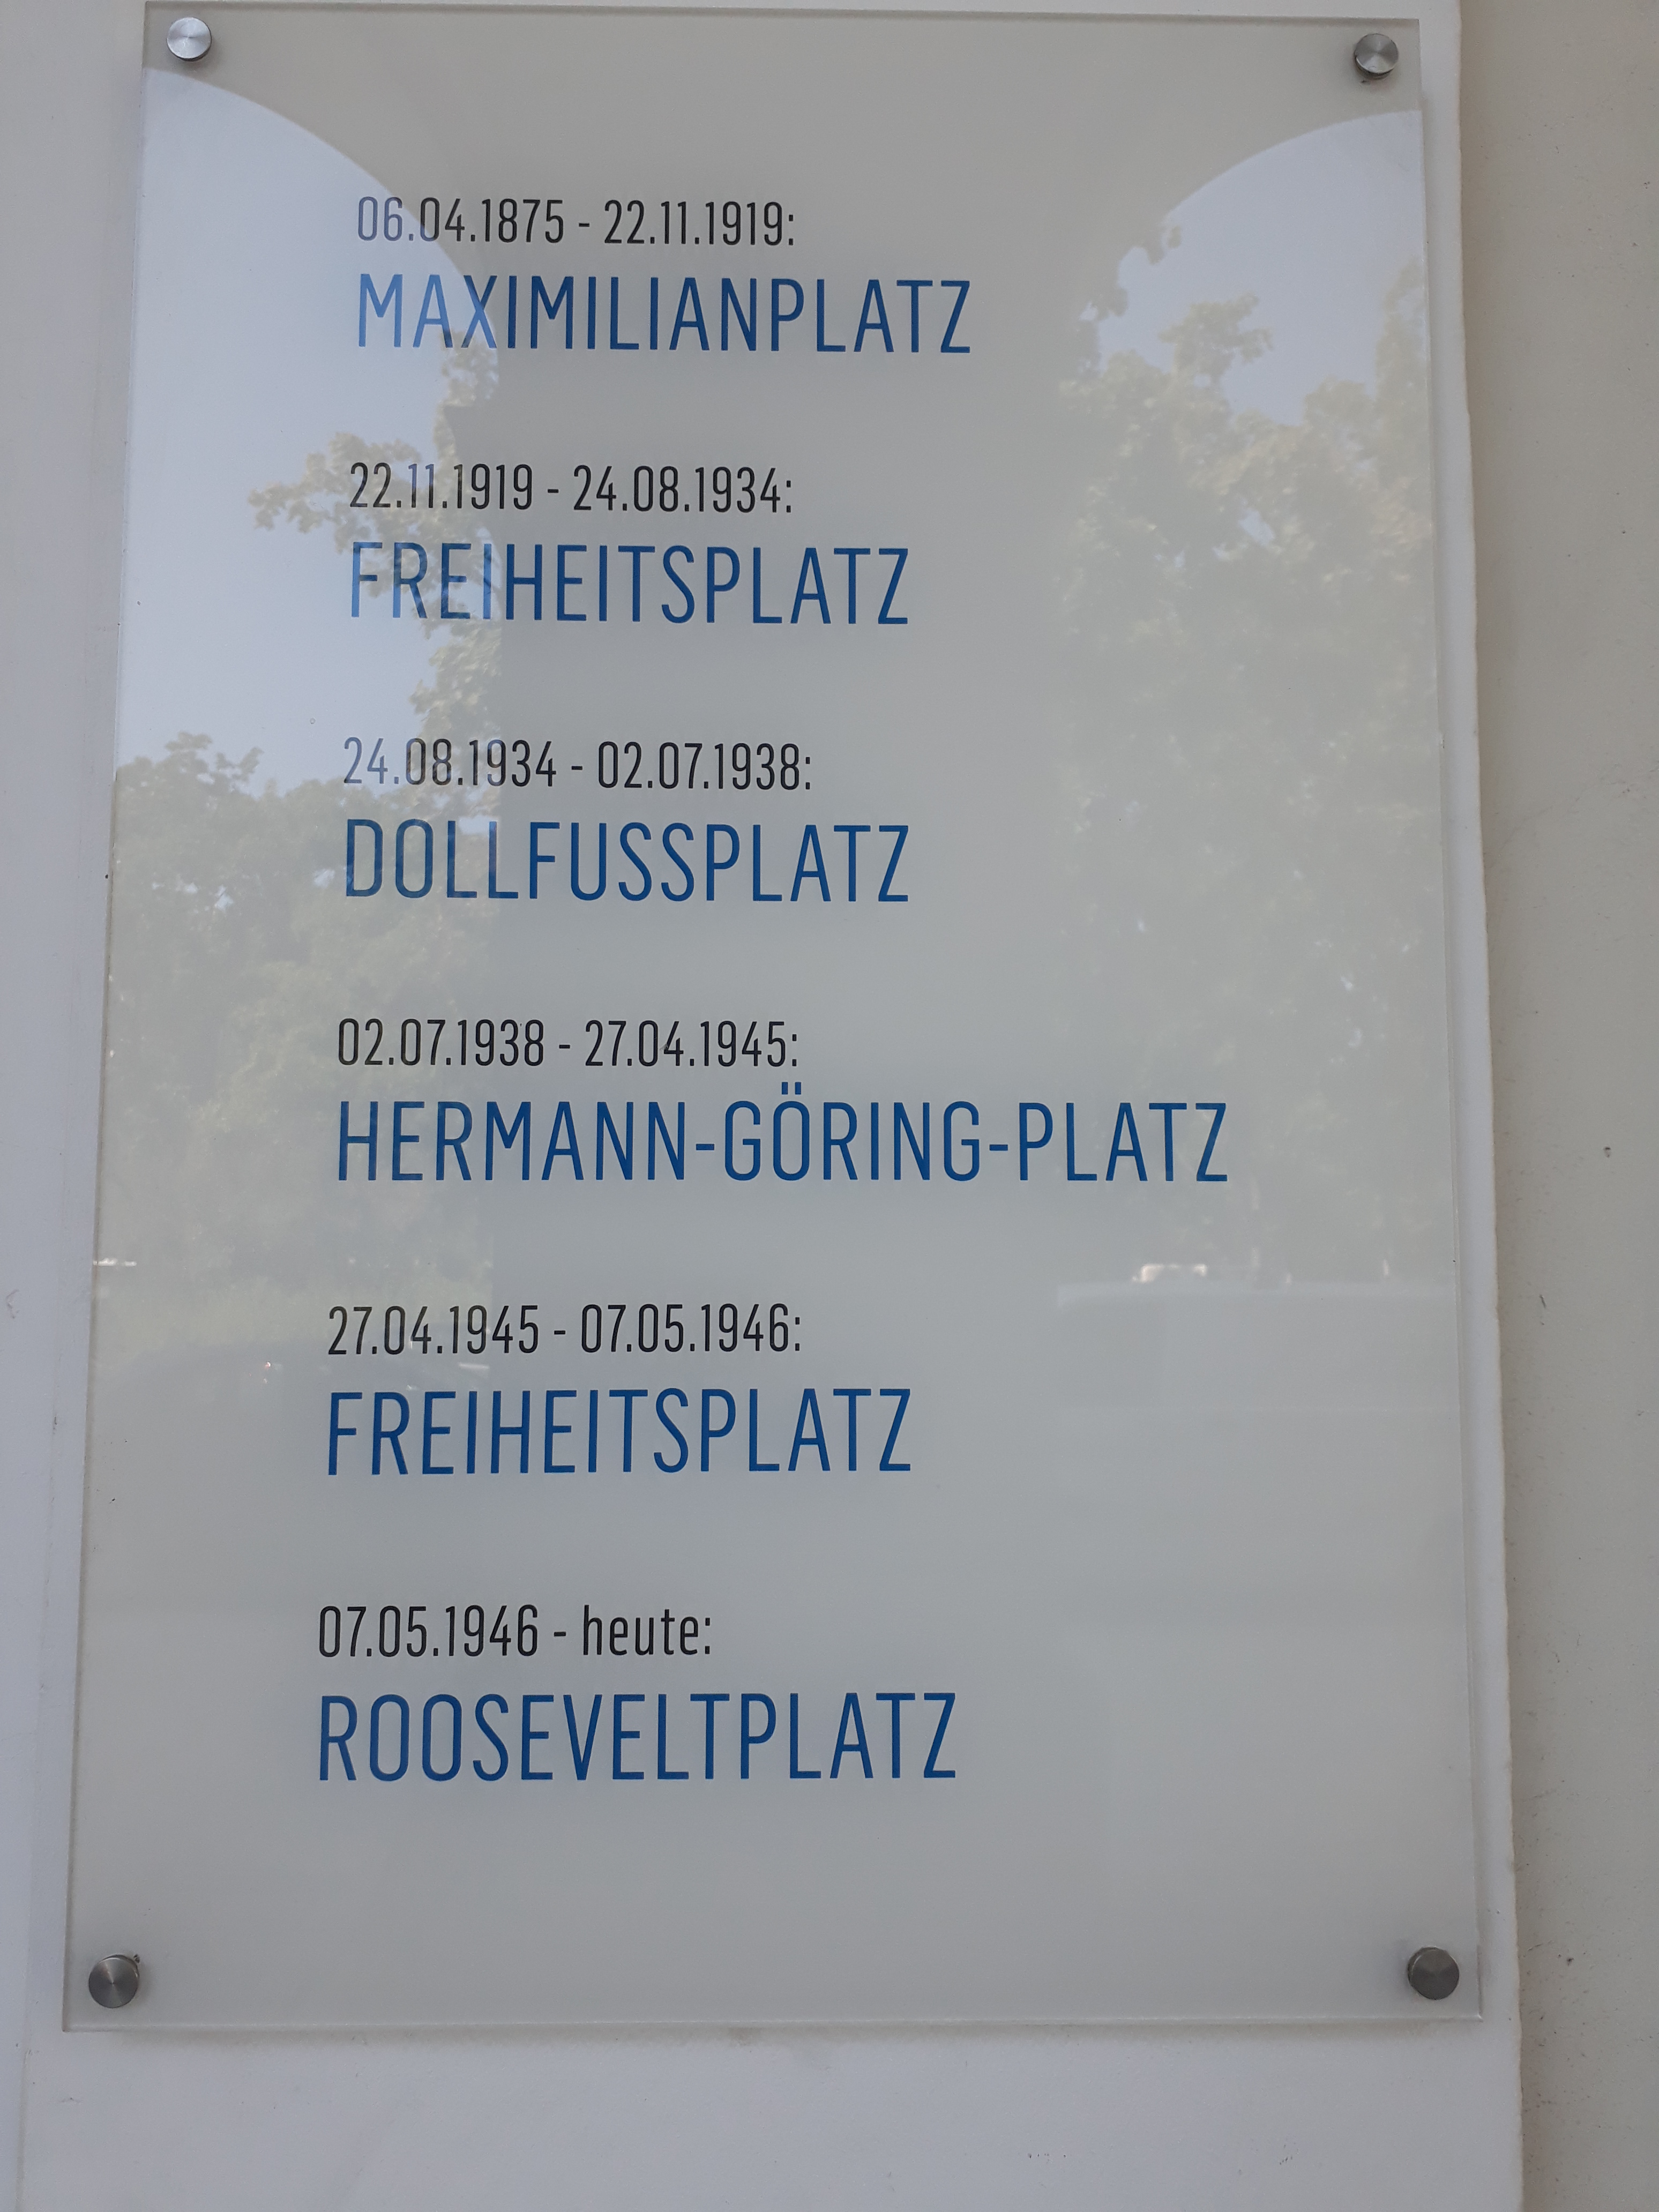 06.04.1875 - 22.11.1919:
MAXIMILIANPLATZ
22.11.1919 - 24.08.1934:
FREIHEITSPLATZ
24.08.1934 - 02.07.1938:
DOLLFUSSPLATZ
02.07.1938 - 27.04.1945:
HERMANN-GÖRING-PLATZ
27.04.1945 - 07.05.1946:
FREIHEITSPLATZ
07.05.1946 - heute:
ROOSEVELTPLATZ